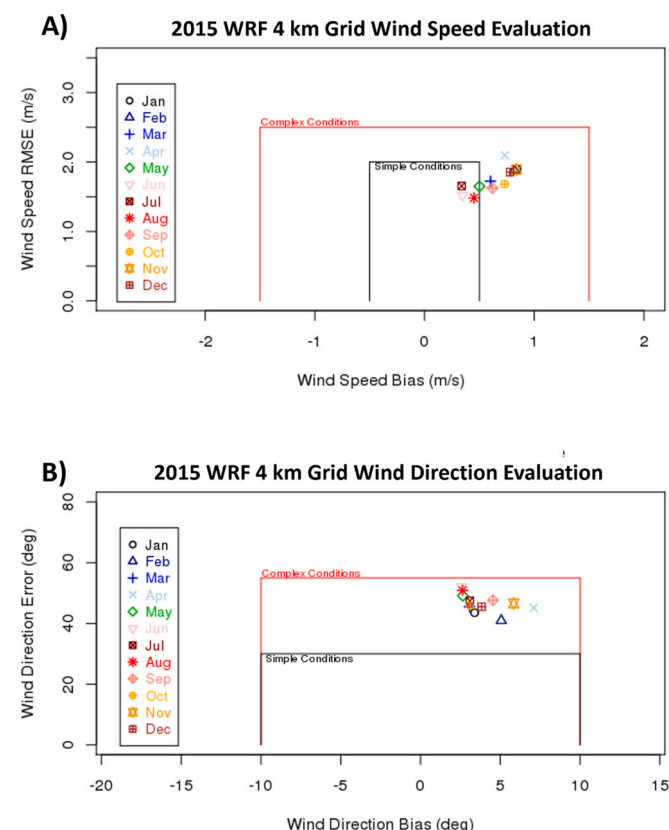 A)
2015 WRF 4 km Grid Wind Speed Evaluation
Wind Speed RMSE (m/s)
3.0
2.0
1.0
0.0
Jan
Feb
Mar
Apr
May
Jun
Jul
Aug
Sep
Oct
Nov
Dec
Complex Conditions
Simple Conditions
-2 -1 0 1 2
Wind Speed Bias (m/s)
B)
2015 WRF 4 km Grid Wind Direction Evaluation
Wind Direction Error (deg)
80
60
40
20
0
Jan
Feb
Mar
Apr
May
Jun
Jul
Aug
Sep
Oct
Nov
Dec
Complex Conditions
Simple Conditions
-20 -15 -10 -5 0 5 10 15
Wind Direction Bias (deg)